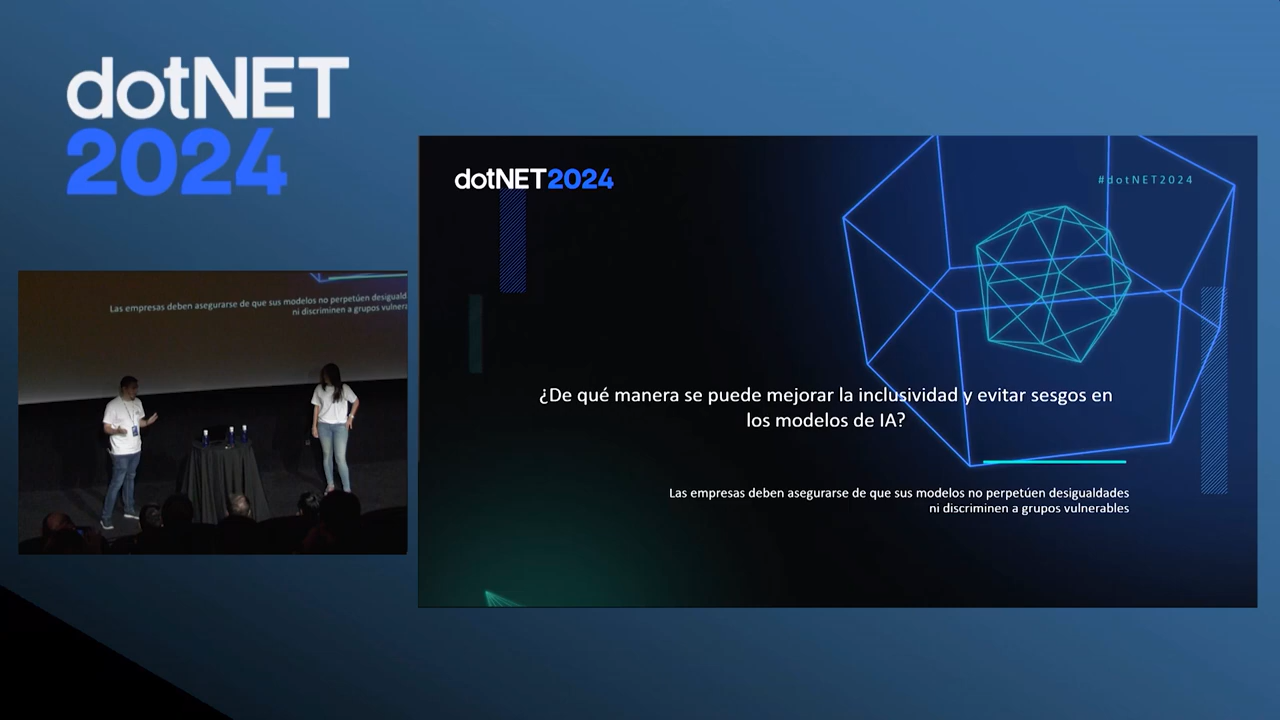 dotNET
2024
dotNET2024
#dotNET2024
¿De qué manera se puede mejorar la inclusividad y evitar sesgos en
los modelos de IA?
Las empresas deben asegurarse de que sus modelos no perpetúen desigualdades
ni discriminen a grupos vulnerables
Las empresas deben asegurarse de que sus modelos no perpetúen desiguald
ni discriminen a grupos vulnera